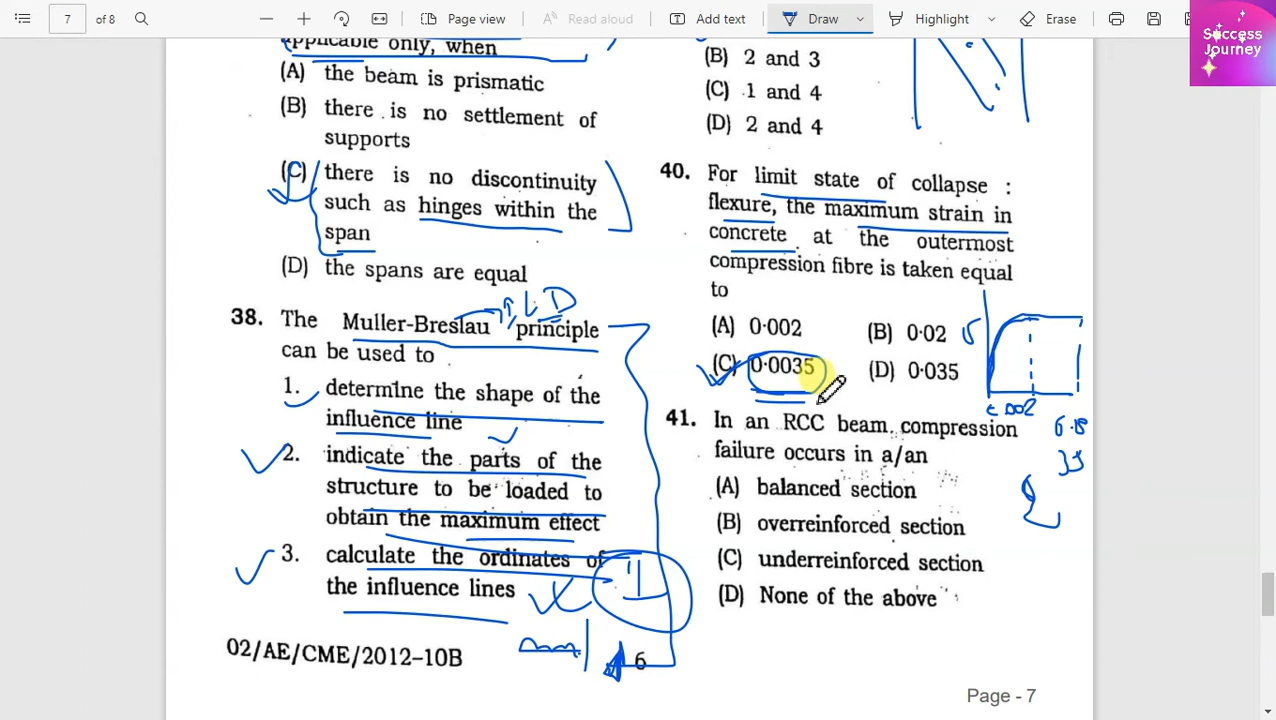 7
of 8
Page view
Read aloud
Add text
Draw
Highlight
Erase
Success
Journey
applicable only, when
(A) the beam is prismatic
(B) there is no settlement of
supports
(C) there is no discontinuity
such as hinges within the
span
(D) the spans are equal
ILD
38. The Muller-Breslau principle
can be used to
1. determine the shape of the
influence line
2. indicate the parts of the
structure to be loaded to
obtain the maximum effect
3. calculate the ordinates of
the influence lines
02/AE/CME/2012–10B
6
(B) 2 and 3
(C) 1 and 4
(D) 2 and 4
40. For limit state of collapse :
flexure, the maximum strain in
concrete at the outermost
compression fibre is taken equal
to
(A) 0·002 (B) 0·02
(C) 0·0035 (D) 0·035
41. In an RCC beam, compression
failure occurs in a/an
(A) balanced section
(B) overreinforced section
(C) underreinforced section
(D) None of the above
Page - 7